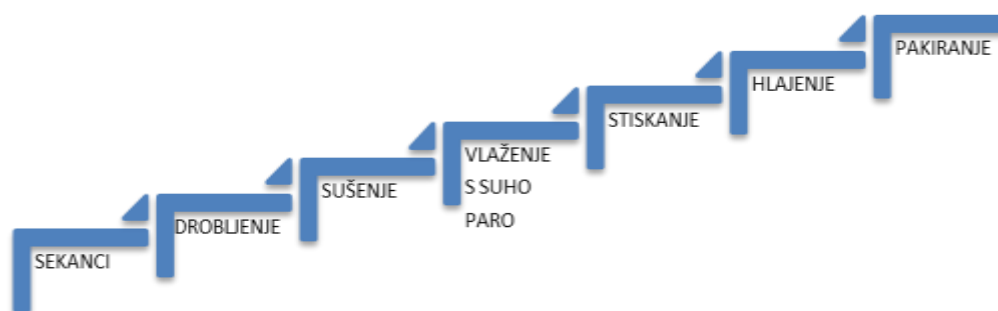 SEKANCI
DROBLJENJE
SUŠENJE
VLAŽENJE
S SUHO
PARO
STISKANJE
HLAJENJE
PAKIRANJE